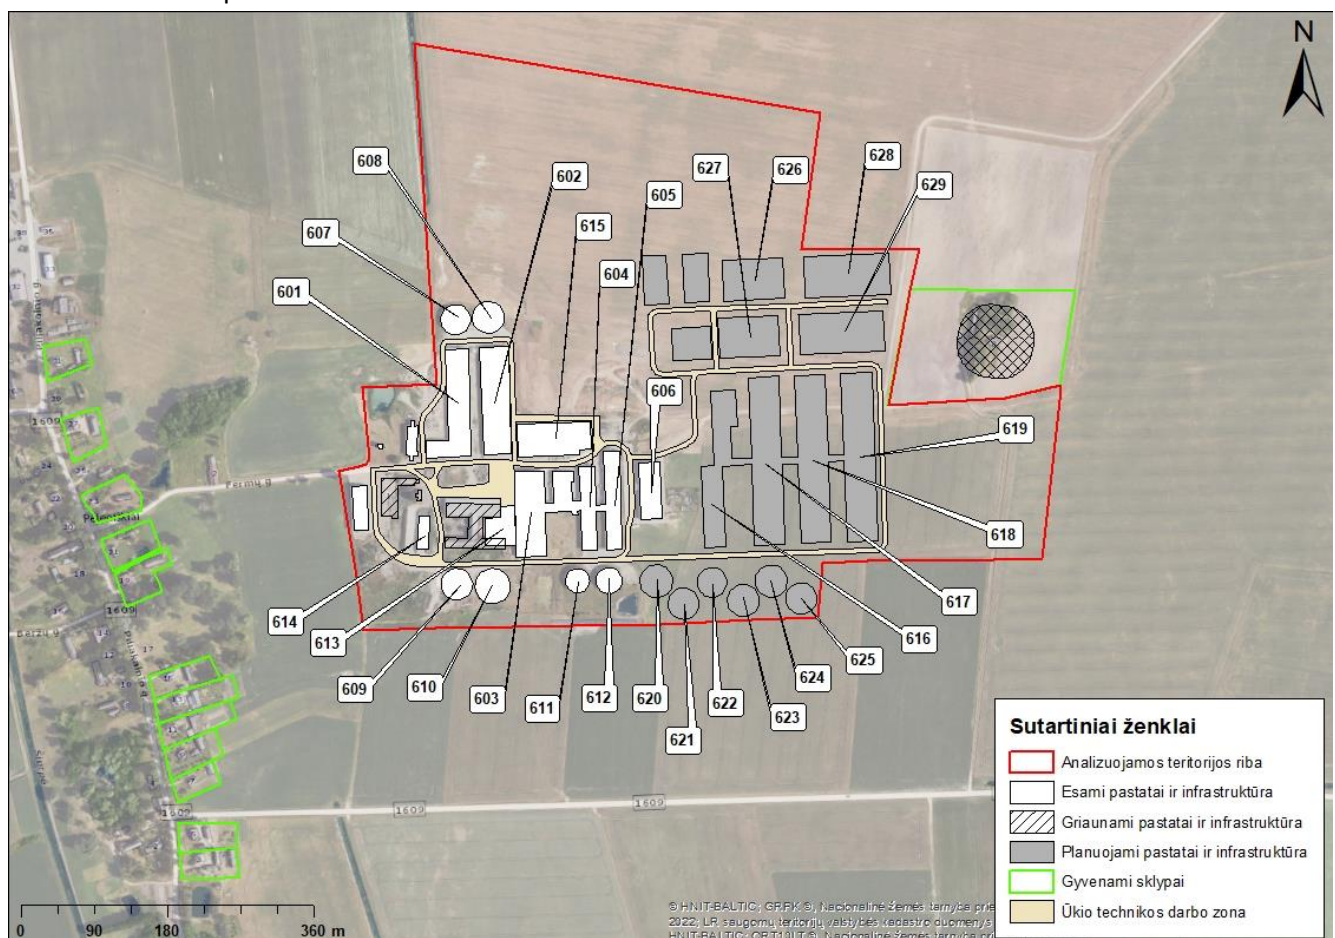 N
608
602
627
626
628
605
629
607
615
604
601
606
619
618
617
614
613
616
609
610
603
611
612
620
622
624
625
623
621
1609
Fermų g.
1609
1609
1609
1602
Sutartiniai ženklai
Analizuojamos teritorijos riba
Esami pastatai ir infrastruktūra
Griaunami pastatai ir infrastruktūra
Planuojami pastatai ir infrastruktūra
Gyvenami sklypai
Ūkio technikos darbo zona
0 90 180 360 m
© HNIT-BALTIC; GRPK ©, Nacionalinė žemės tarnyba prie
2022; LR saugomų teritorijų valstybės kadastro duomenys
HNIT-BALTIC; ORT10LT ©, Nacionalinė žemės tarnyba